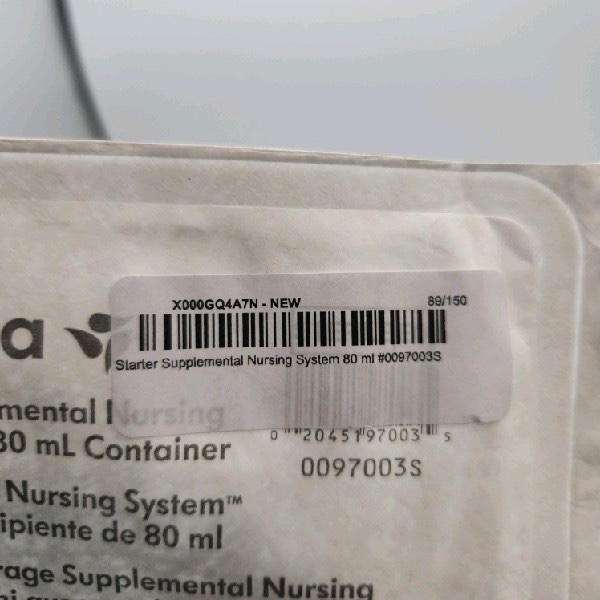 X000GQ4A7N - NEW 89/150
Starter Supplemental Nursing System 80 ml #0097003S
a
mental Nursing
80 mL Container
0 20451 97003 5
0097003S
Nursing System™
ipiente de 80 ml
rage Supplemental Nursing